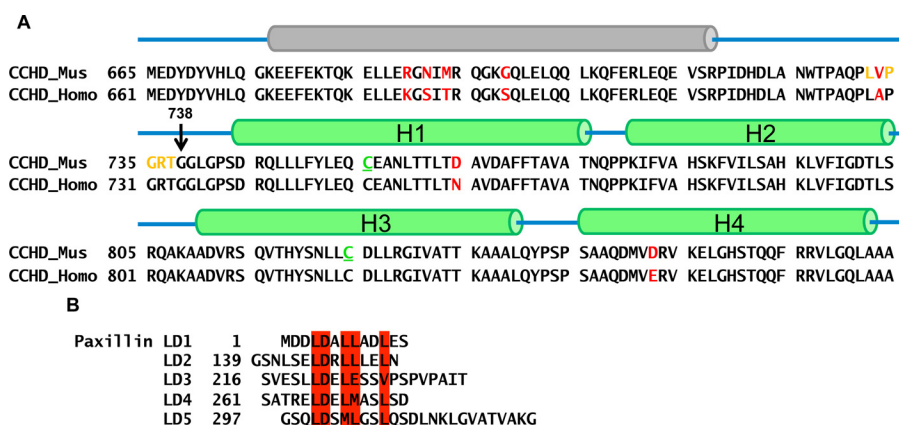 A
CCHD_Mus 665 MEDYDYVHLQ GKEEFEKTQK ELLERGNIMR QGKGQLELQQ LKQFERLEQE VSRPIDHDLA NWTPAQPLVP
CCHD_Homo 661 MEDYDYVHLQ GKEEFEKTQK ELLEKGSITR QGKSQLELQQ LKQFERLEQE VSRPIDHDLA NWTPAQPLAP
738
H1 H2
CCHD_Mus 735 GRTGGLGPSD RQLLLFYLEQ CEANLTTLTD AVDAFFTAVA TNQPPKIFVA HSKFVILSAH KLVFIGDTLS
CCHD_Homo 731 GRTGGLGPSD RQLLLFYLEQ CEANLTTLTN AVDAFFTAVA TNQPPKIFVA HSKFVILSAH KLVFIGDTLS
H3 H4
CCHD_Mus 805 RQAKAADVRS QVTHYSNLLC DLLRGIVATT KAAALQYPSP SAAQDMVDRV KELGHSTQQF RRVLGQLAAA
CCHD_Homo 801 RQAKAADVRS QVTHYSNLLC DLLRGIVATT KAAALQYPSP SAAQDMVERV KELGHSTQQF RRVLGQLAAA
B
Paxillin LD1 1 MDDLDALLADLES
LD2 139 GSNLSELDRLLLELN
LD3 216 SVESLLDELESSVPSPVPAIT
LD4 261 SATRELDELMASLSD
LD5 297 GSQLDSMLGSLQSDLNKLGVATVAKG